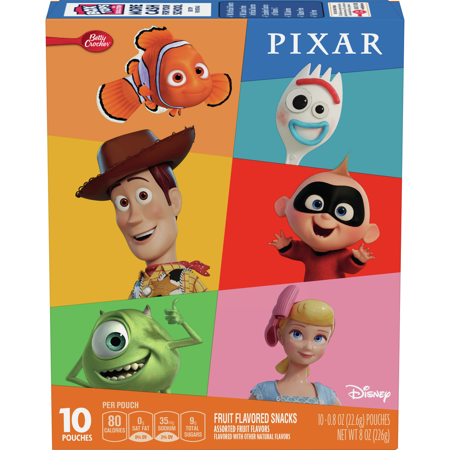 Betty
Crocker
PIXAR
Disney
10
POUCHES
PER POUCH
80
CALORIES
0g
SAT FAT
0% DV
35mg
SODIUM
9g
TOTAL
SUGARS
FRUIT FLAVORED SNACKS
ASSORTED FRUIT FLAVORS
FLAVORED WITH OTHER NATURAL FLAVORS
10 -0.8 OZ (22.6g) POUCHES
NET WT 8 OZ (226g)